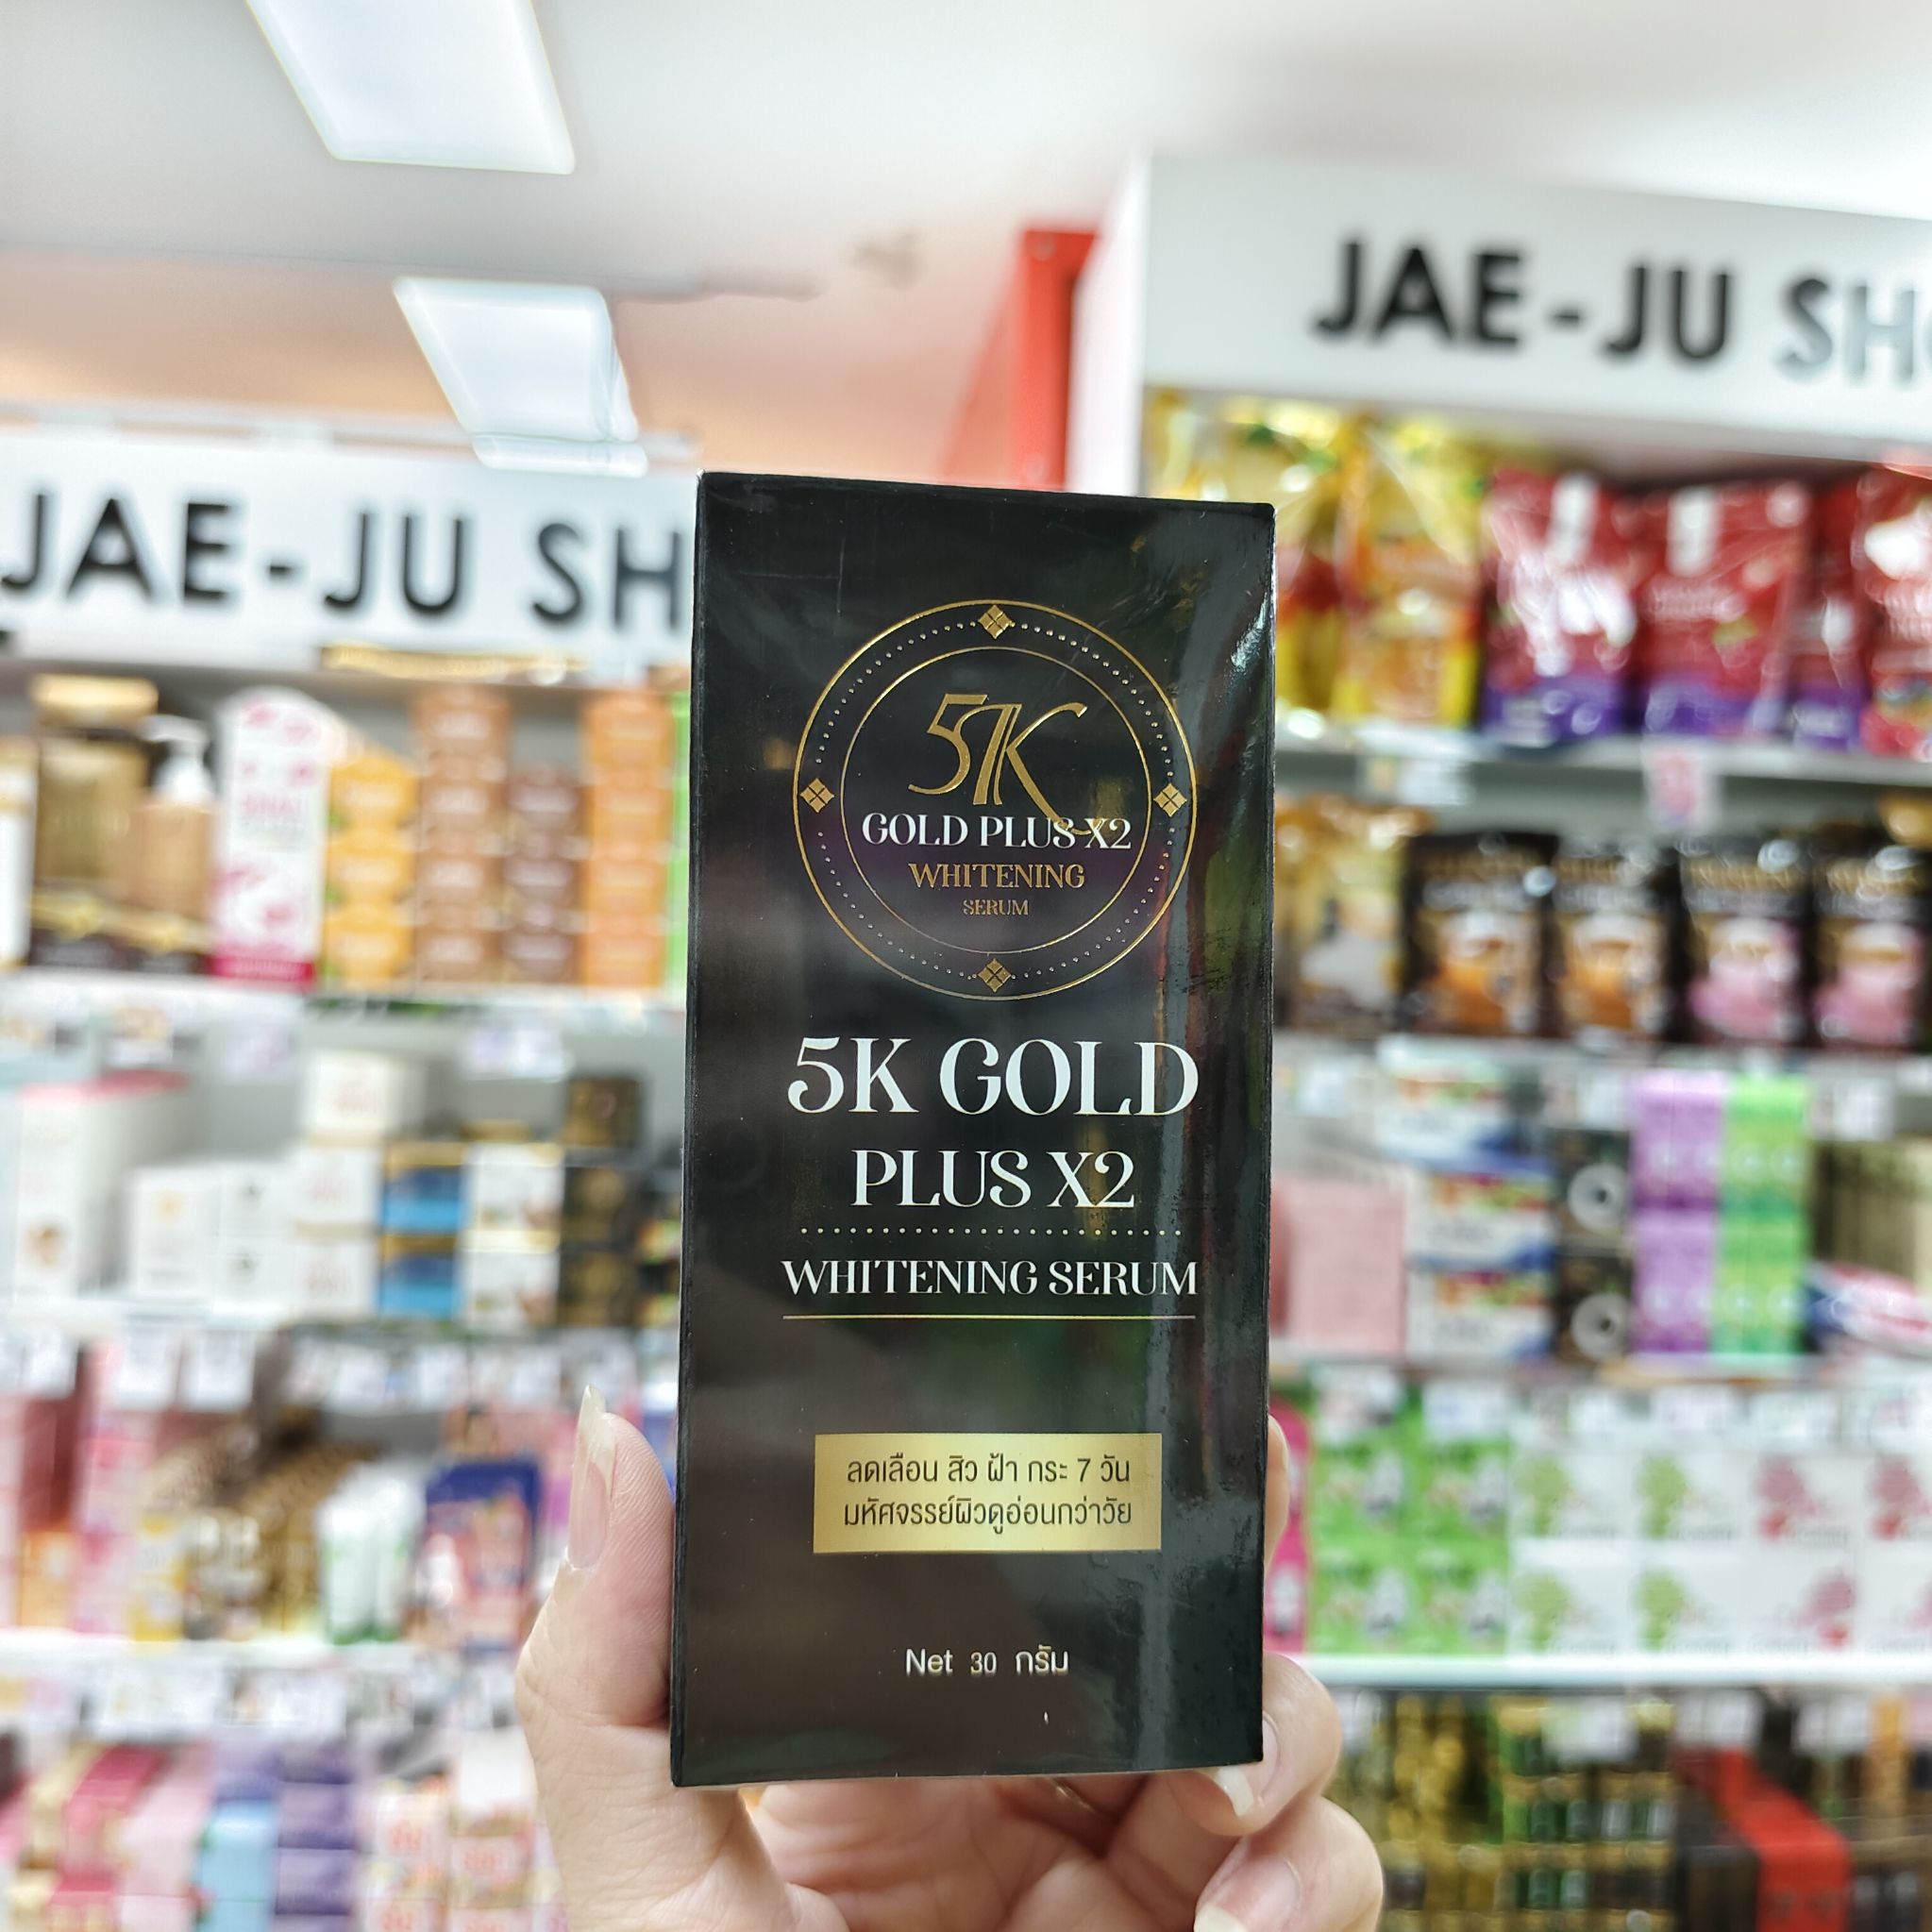 JAE-JU SH
JAE-JU SH
5K
GOLD PLUS X2
WHITENING
SERUM
5K GOLD
PLUS X2
WHITENING SERUM
ลดเลือน สิว ฝ้า กระ 7 วัน
มหัศจรรย์ผิวดูอ่อนกว่าวัย
Net 30 กรัม